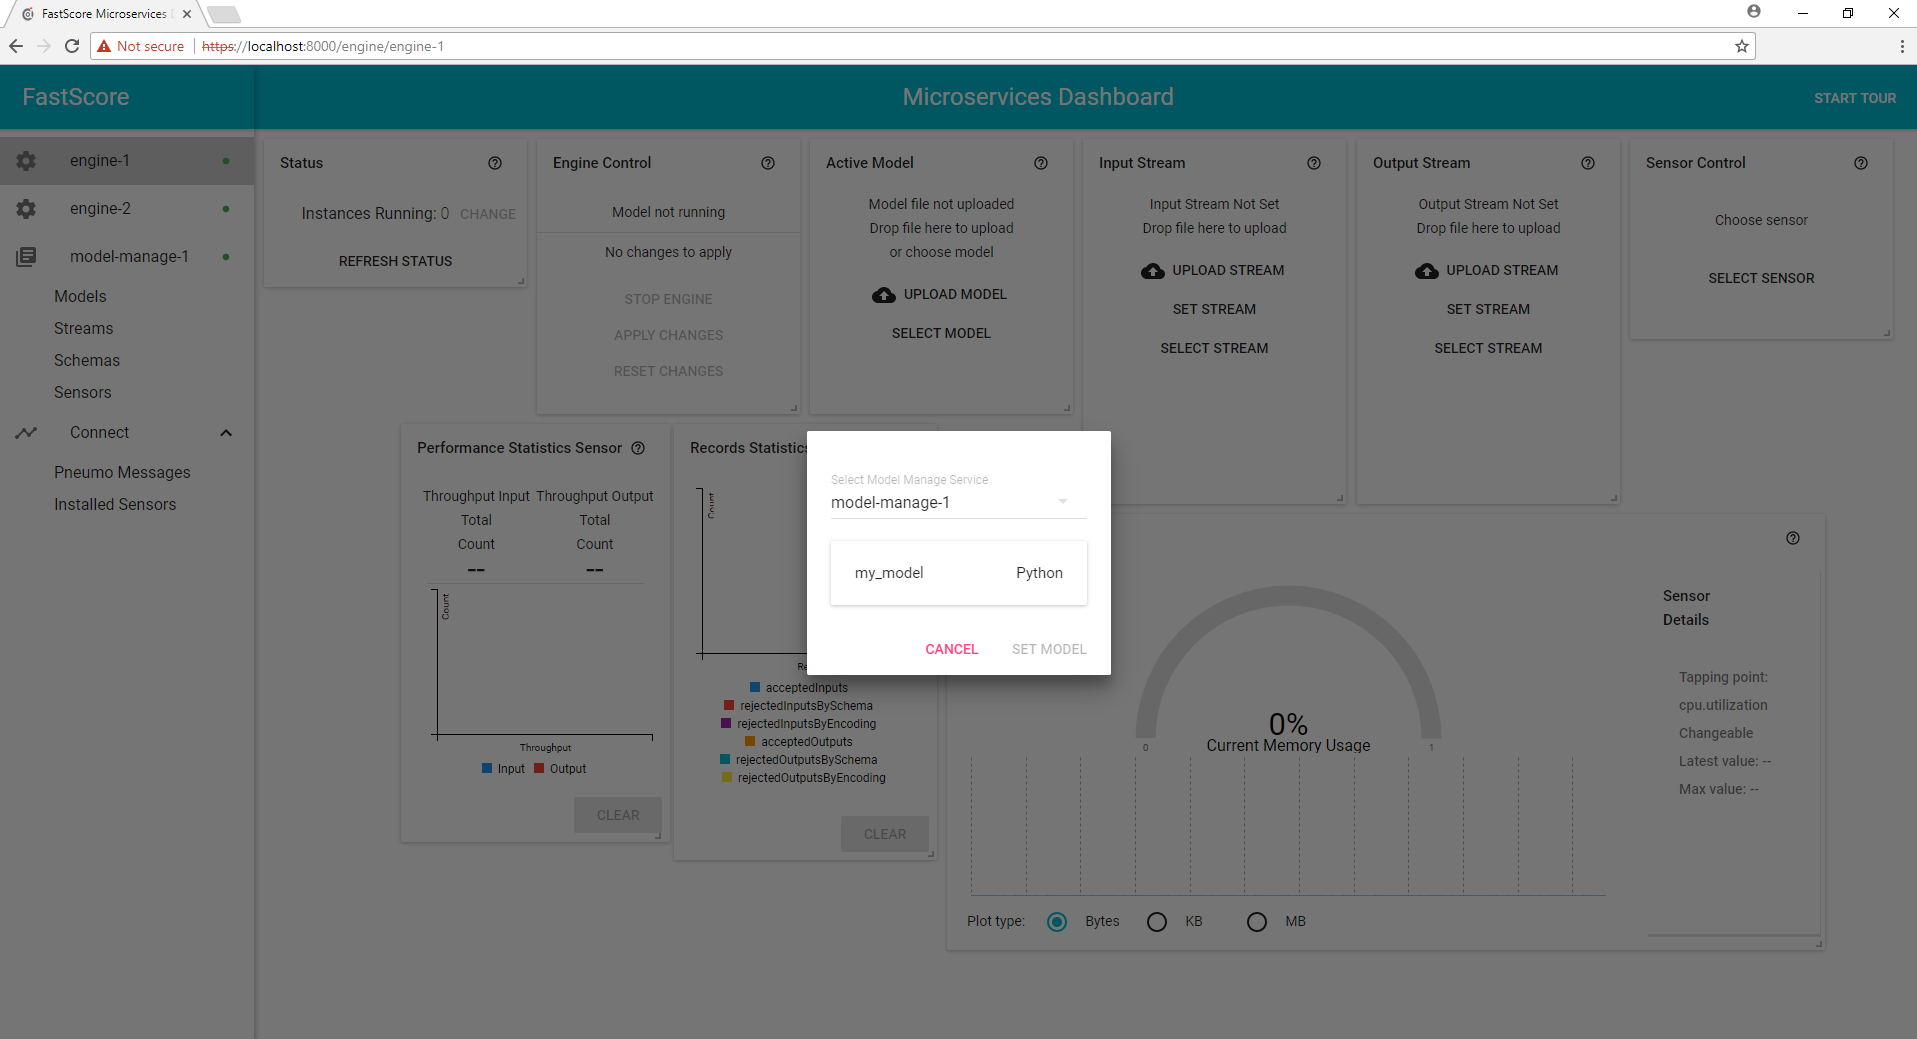 FastScore Microservices
Not secure
https://localhost:8000/engine/engine-1
FastScore
Microservices Dashboard
START TOUR
engine-1
engine-2
model-manage-1
Models
Streams
Schemas
Sensors
Connect
Pneumo Messages
Installed Sensors
Status
Instances Running: 0 CHANGE
REFRESH STATUS
Engine Control
Model not running
No changes to apply
STOP ENGINE
APPLY CHANGES
RESET CHANGES
Active Model
Model file not uploaded
Drop file here to upload
or choose model
UPLOAD MODEL
SELECT MODEL
Input Stream
Input Stream Not Set
Drop file here to upload
UPLOAD STREAM
SET STREAM
SELECT STREAM
Output Stream
Output Stream Not Set
Drop file here to upload
UPLOAD STREAM
SET STREAM
SELECT STREAM
Sensor Control
Choose sensor
SELECT SENSOR
Performance Statistics Sensor
Throughput Input Throughput Output
Total Total
Count Count
-- --
Count
Throughput
Input Output
CLEAR
Records Statistics
Count
acceptedInputs
rejectedInputsBySchema
rejectedInputsByEncoding
acceptedOutputs
rejectedOutputsBySchema
rejectedOutputsByEncoding
CLEAR
Select Model Manage Service
model-manage-1
my_model Python
CANCEL SET MODEL
0%
Current Memory Usage
0 1
Plot type: Bytes KB MB
Sensor
Details
Tapping point:
cpu.utilization
Changeable
Latest value: --
Max value: --